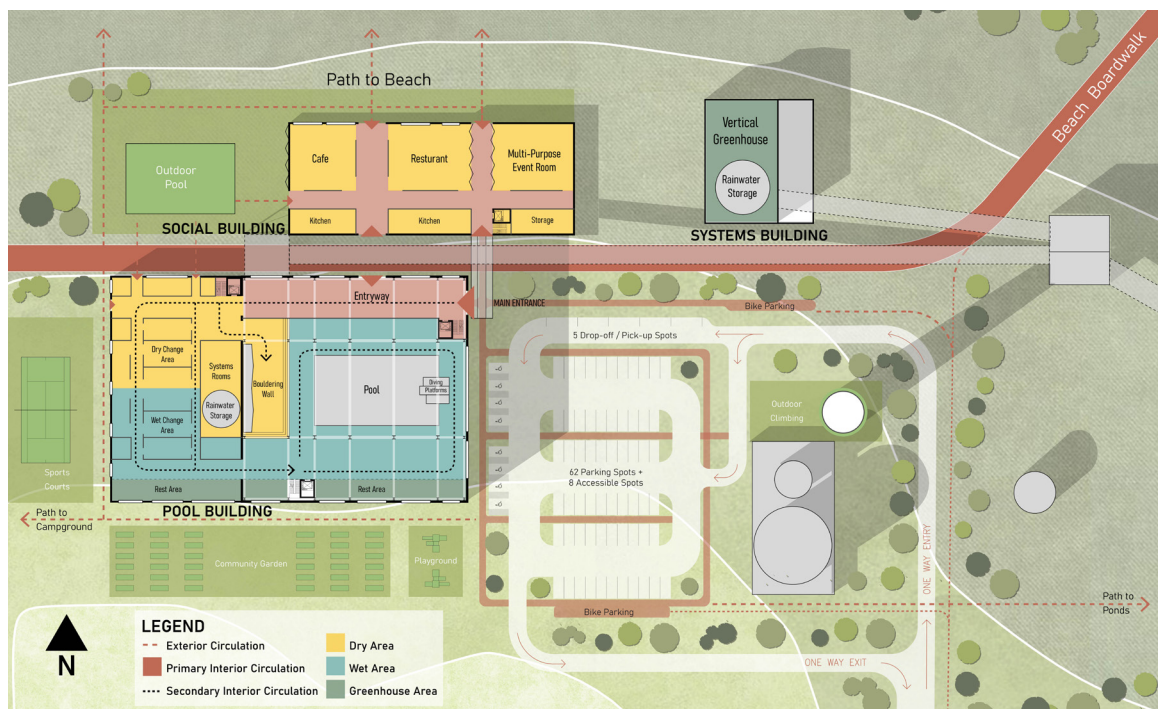 Path to Beach
Beach Boardwalk
Outdoor
Pool
Cafe
Resturant
Multi-Purpose
Event Room
Kitchen
Kitchen
Storage
SOCIAL BUILDING
Vertical
Greenhouse
Rainwater
Storage
SYSTEMS BUILDING
Entryway
MAIN ENTRANCE
Bike Parking
5 Drop-off / Pick-up Spots
Dry Change
Area
Systems
Rooms
Bouldering
Wall
Pool
Diving
Platforms
Rainwater
Storage
Wet Change
Area
Outdoor
Climbing
Sports
Courts
62 Parking Spots +
8 Accessible Spots
Rest Area
Rest Area
POOL BUILDING
Path to
Campground
Community Garden
Playground
ONE WAY ENTRY
Bike Parking
Path to
Ponds
ONE WAY EXIT
N
LEGEND
Exterior Circulation
Primary Interior Circulation
Secondary Interior Circulation
Dry Area
Wet Area
Greenhouse Area